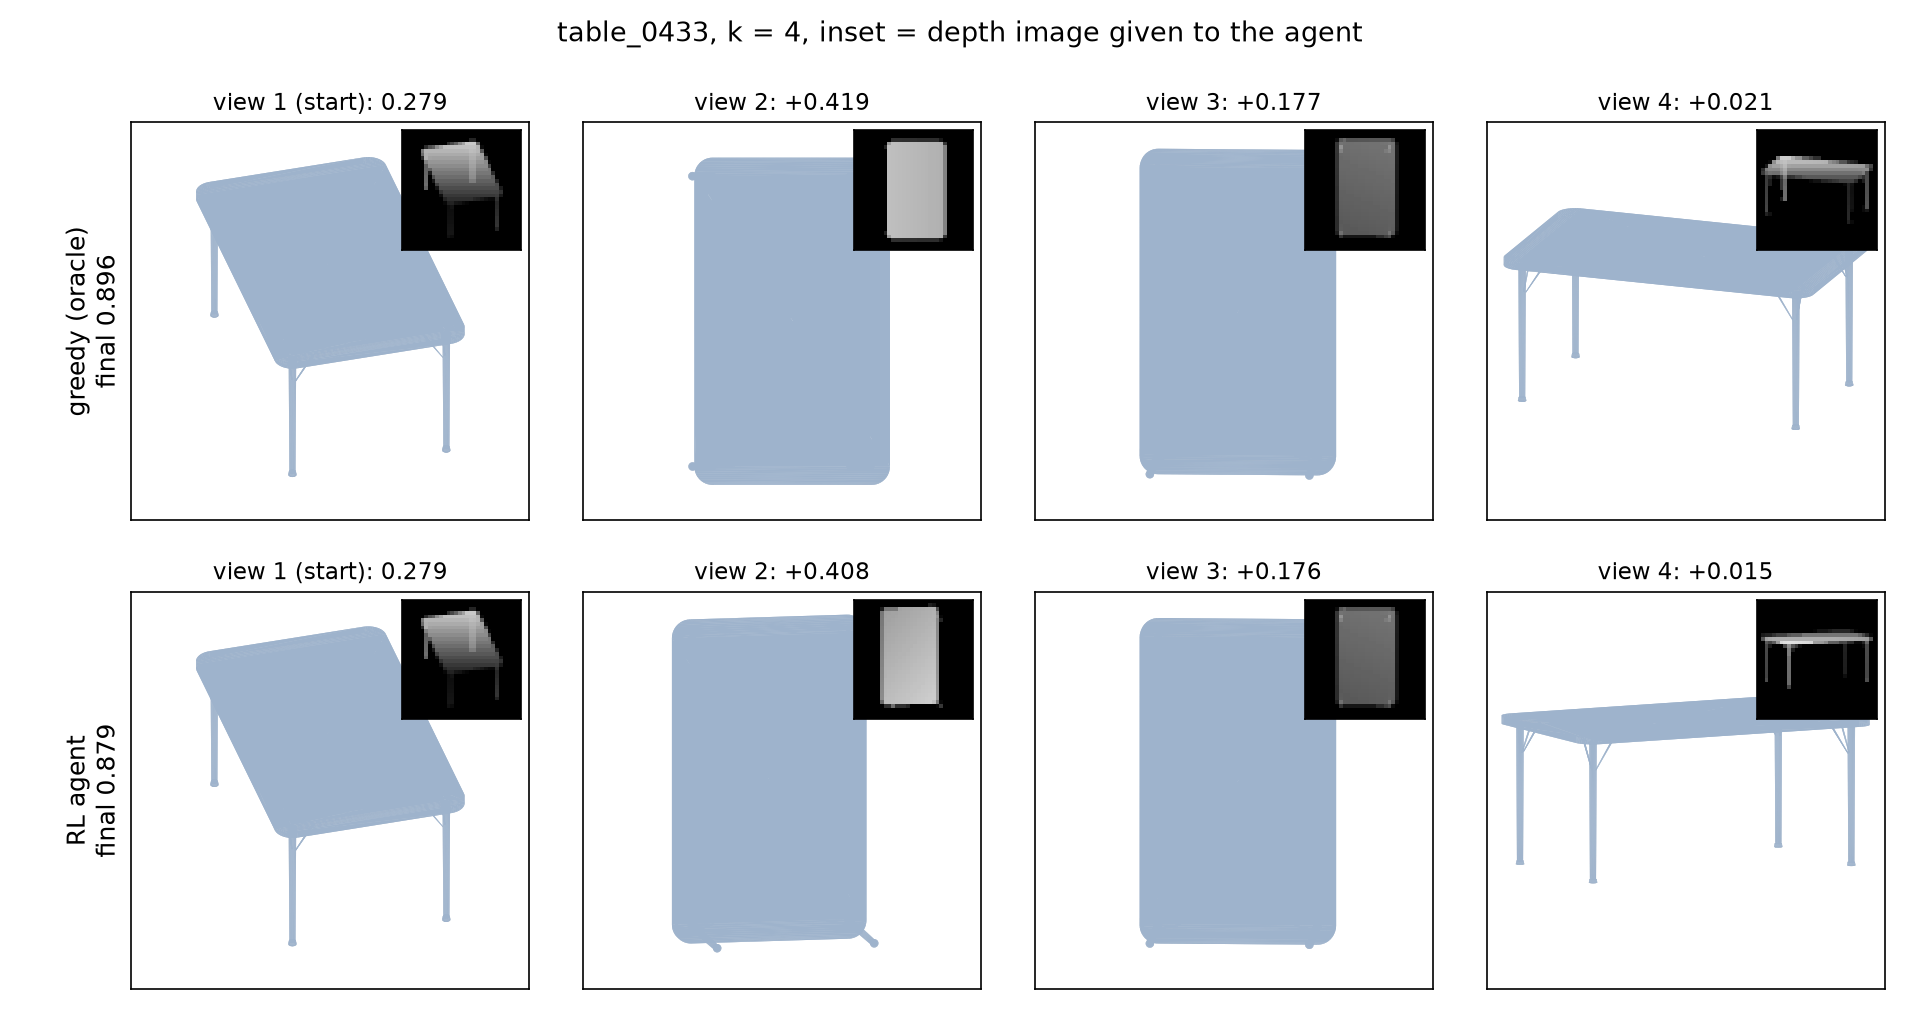 table_0433, k = 4, inset = depth image given to the agent
view 1 (start): 0.279
view 2: +0.419
view 3: +0.177
view 4: +0.021
greedy (oracle)
final 0.896
view 1 (start): 0.279
view 2: +0.408
view 3: +0.176
view 4: +0.015
RL agent
final 0.879